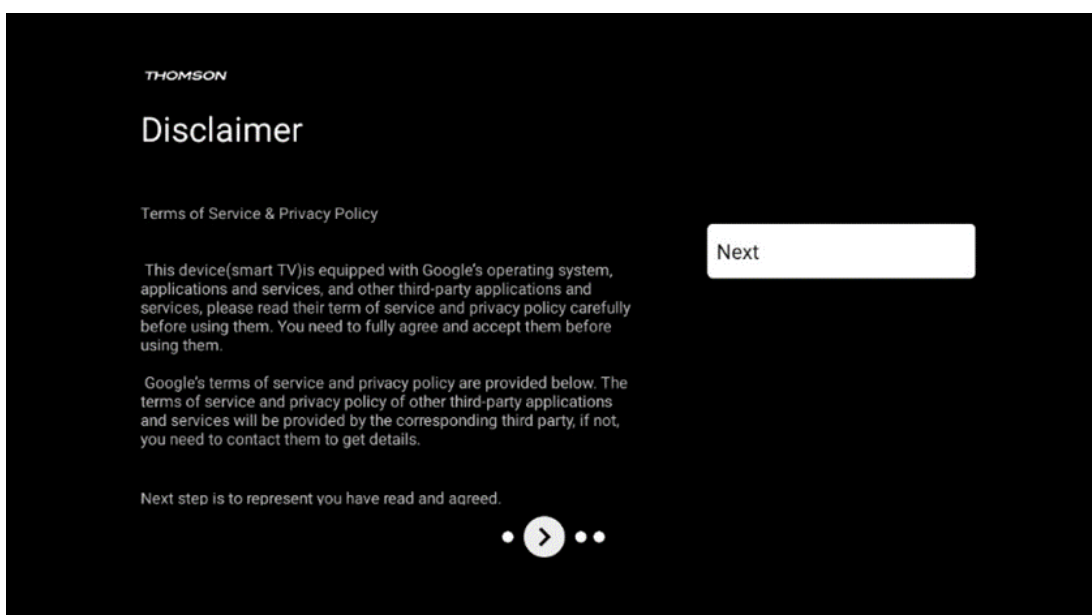 THOMSON
Disclaimer
Terms of Service & Privacy Policy
This device(smart TV)is equipped with Google's operating system,
applications and services, and other third-party applications and
services, please read their term of service and privacy policy carefully
before using them. You need to fully agree and accept them before
using them.
Google's terms of service and privacy policy are provided below. The
terms of service and privacy policy of other third-party applications
and services will be provided by the corresponding third party, if not,
you need to contact them to get details.
Next step is to represent you have read and agreed.
Next